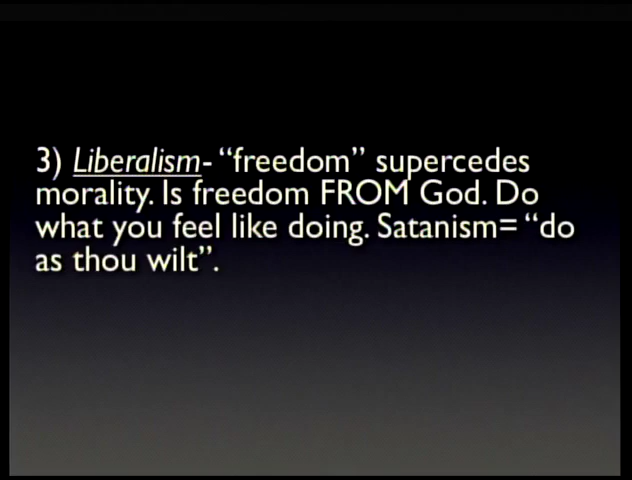 3) Liberalism- “freedom” supercedes
morality. Is freedom FROM God. Do
what you feel like doing. Satanism= “do
as thou wilt”.